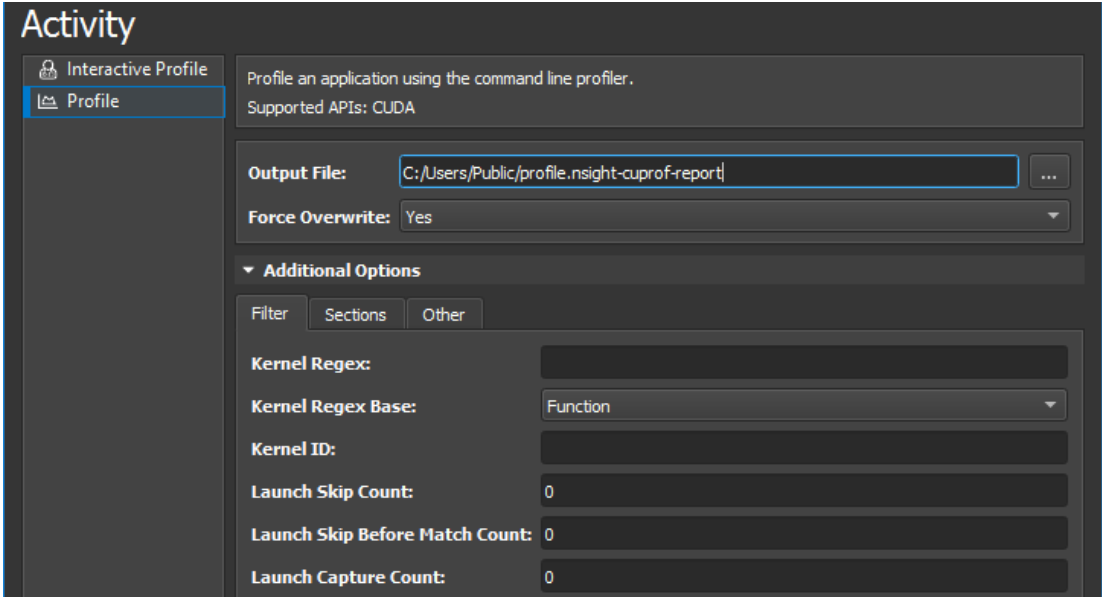 Activity
Interactive Profile
Profile
Profile an application using the command line profiler.
Supported APIs: CUDA
Output File: C:/Users/Public/profile.nsight-cuprof-report ...
Force Overwrite: Yes
Additional Options
Filter Sections Other
Kernel Regex:
Kernel Regex Base: Function
Kernel ID:
Launch Skip Count: 0
Launch Skip Before Match Count: 0
Launch Capture Count: 0